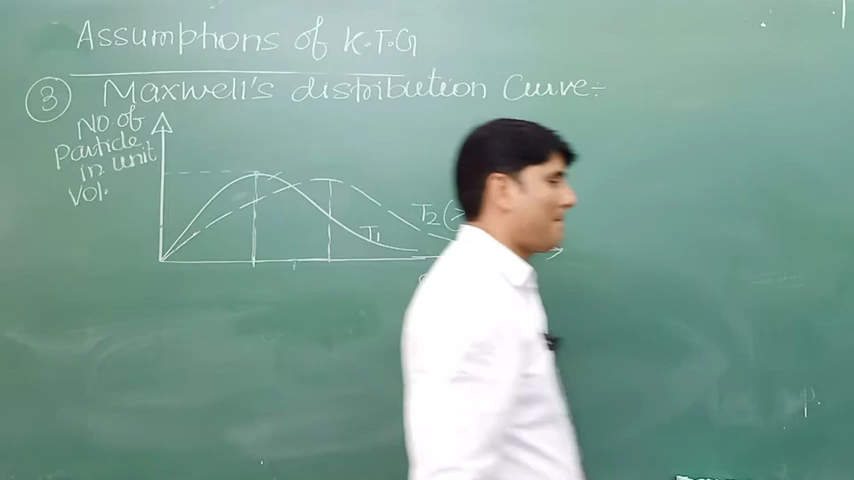 Assumptions of K.T.G
3 Maxwell's distribution Curve:-
No of
Particle
in unit
Vol.
T1
T2(>